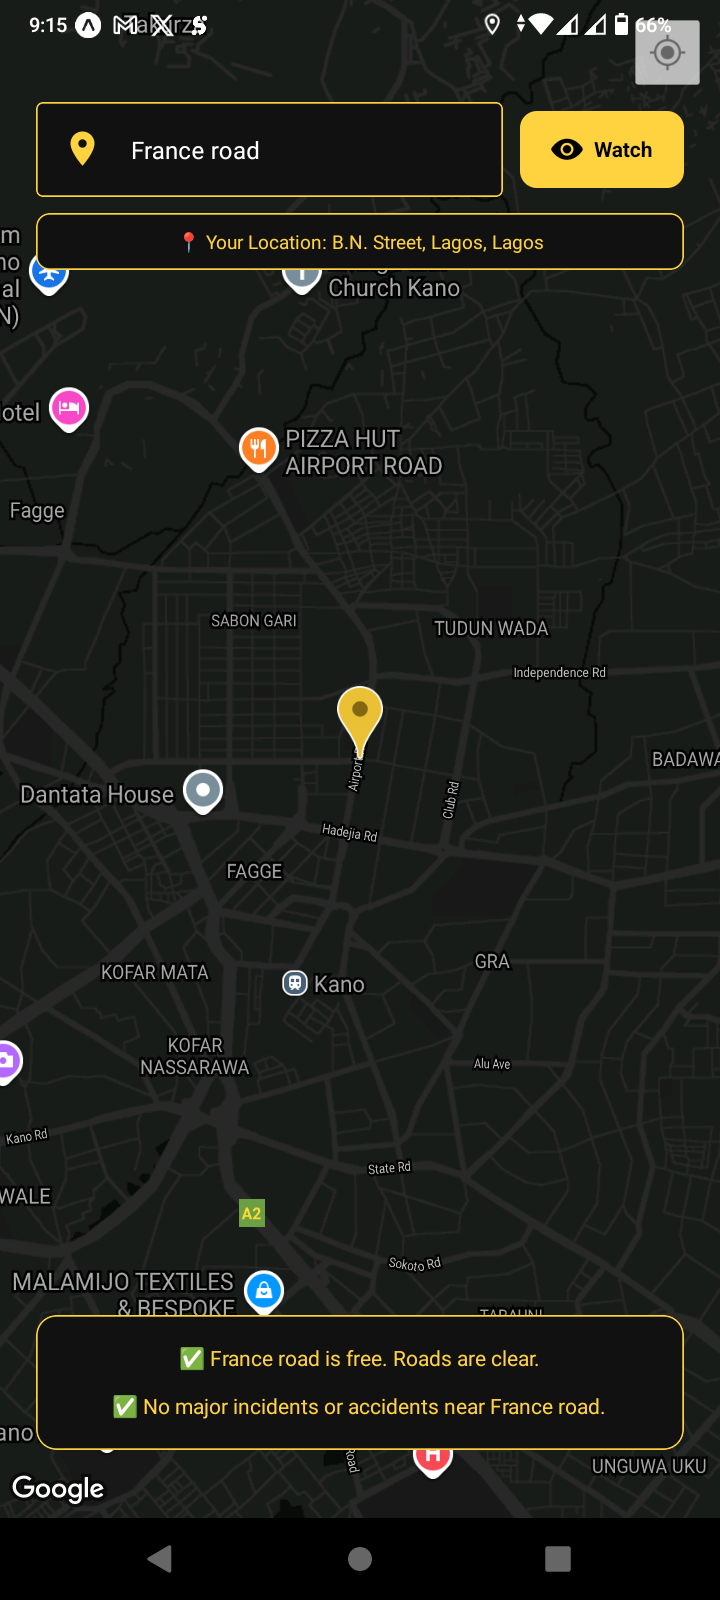 9:15
66%
France road
Watch
📍 Your Location: B.N. Street, Lagos, Lagos
Church Kano
PIZZA HUT
AIRPORT ROAD
Fagge
SABON GARI
TUDUN WADA
Independence Rd
BADAWA
Airport
Dantata House
Club Rd
Hadejia Rd
FAGGE
KOFAR MATA
GRA
Kano
KOFAR
NASSARAWA
Alu Ave
Kano Rd
State Rd
WALE
A2
Sokoto Rd
MALAMIJO TEXTILES
& BESPOKE
✅ France road is free. Roads are clear.
✅ No major incidents or accidents near France road.
Road
UNGUWA UKU
Google